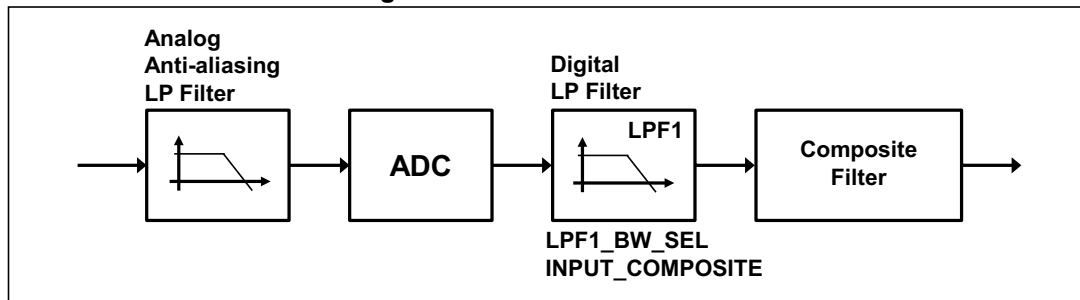 Analog
Anti-aliasing
LP Filter
ADC
Digital
LP Filter
LPF1
LPF1_BW_SEL
INPUT_COMPOSITE
Composite
Filter